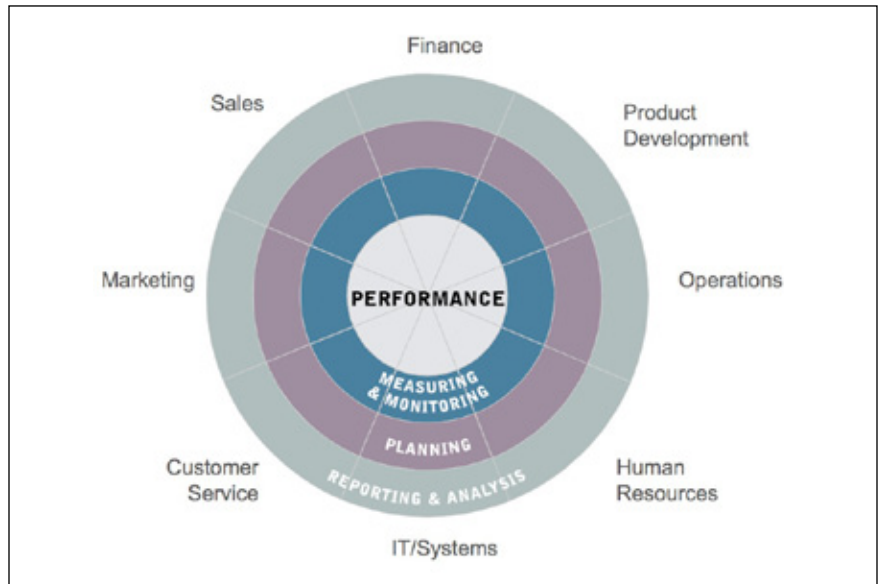 Finance
Sales
Product
Development
Marketing
PERFORMANCE
Operations
MEASURING
& MONITORING
PLANNING
REPORTING & ANALYSIS
Customer
Service
Human
Resources
IT/Systems